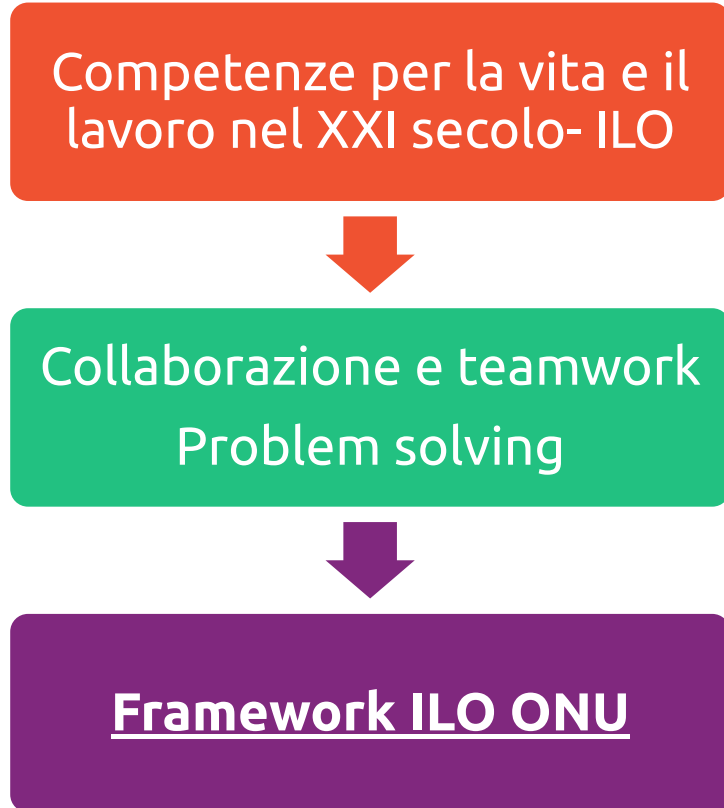 Competenze per la vita e il
lavoro nel XXI secolo- ILO
Collaborazione e teamwork
Problem solving
Framework ILO ONU